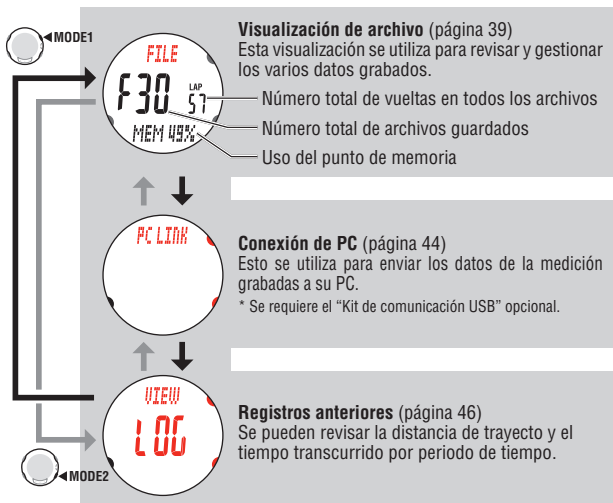 MODE1
FILE
F30
LAP
57
MEM 49%
Visualización de archivo (página 39)
Esta visualización se utiliza para revisar y gestionar
los varios datos grabados.
Número total de vueltas en todos los archivos
Número total de archivos guardados
Uso del punto de memoria
PC LINK
Conexión de PC (página 44)
Esto se utiliza para enviar los datos de la medición
grabadas a su PC.
* Se requiere el “Kit de comunicación USB” opcional.
VIEW
LOG
MODE2
Registros anteriores (página 46)
Se pueden revisar la distancia de trayecto y el
tiempo transcurrido por periodo de tiempo.